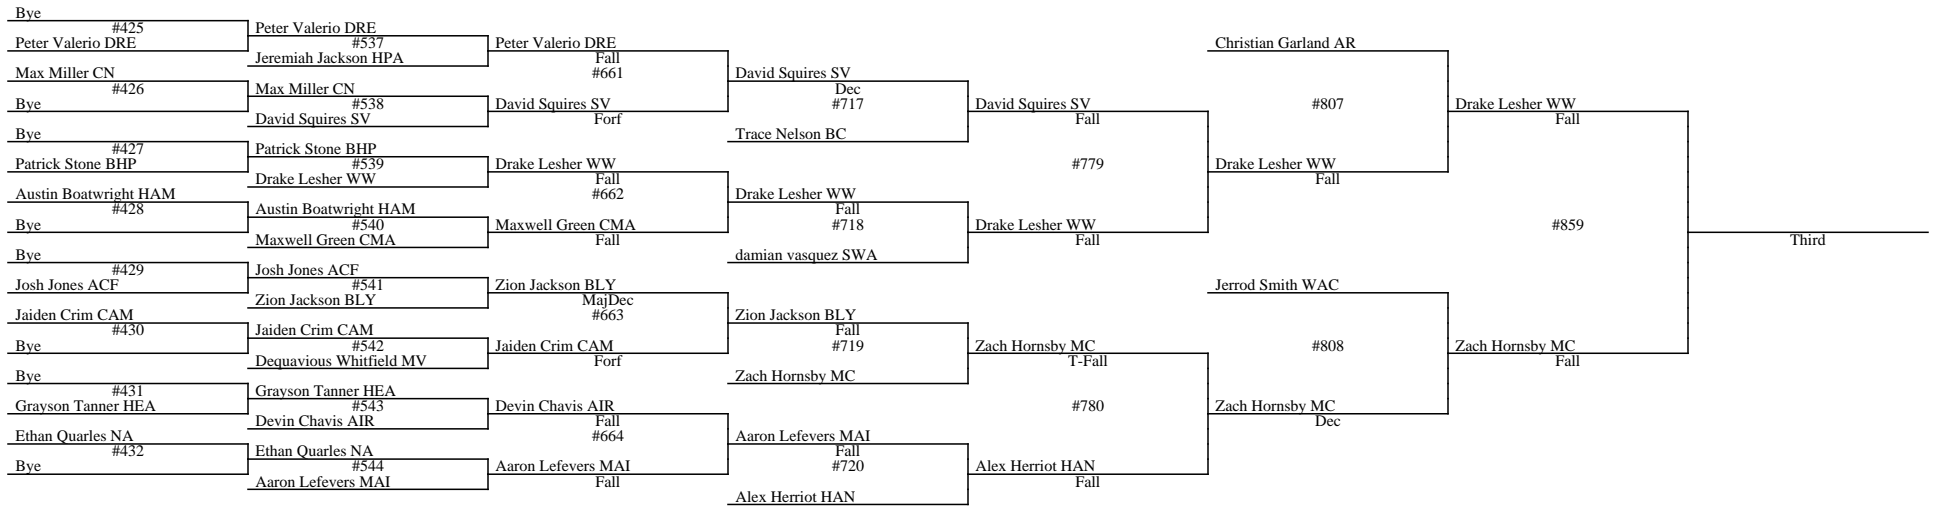 Bye
#425
Peter Valerio DRE
Max Miller CN
#426
Bye
Bye
#427
Patrick Stone BHP
Austin Boatwright HAM
#428
Bye
Bye
#429
Josh Jones ACF
Jaiden Crim CAM
#430
Bye
Bye
#431
Grayson Tanner HEA
Ethan Quarles NA
#432
Bye
Peter Valerio DRE
#537
Jeremiah Jackson HPA
Max Miller CN
#538
David Squires SV
Patrick Stone BHP
#539
Drake Lesher WW
Austin Boatwright HAM
#540
Maxwell Green CMA
Josh Jones ACF
#541
Zion Jackson BLY
Jaiden Crim CAM
#542
Dequavious Whitfield MV
Grayson Tanner HEA
#543
Devin Chavis AIR
Ethan Quarles NA
#544
Aaron Lefevers MAI
Peter Valerio DRE
Fall
#661
David Squires SV
Forf
Drake Lesher WW
Fall
#662
Maxwell Green CMA
Fall
Zion Jackson BLY
MajDec
#663
Jaiden Crim CAM
Forf
Devin Chavis AIR
Fall
#664
Aaron Lefevers MAI
Fall
David Squires SV
Dec
#717
Trace Nelson BC
Drake Lesher WW
Fall
#718
damian vasquez SWA
Zion Jackson BLY
Fall
#719
Zach Hornsby MC
Aaron Lefevers MAI
Fall
#720
Alex Herriot HAN
David Squires SV
Fall
#779
Drake Lesher WW
Fall
Zach Hornsby MC
T-Fall
#780
Alex Herriot HAN
Fall
Christian Garland AR
#807
Drake Lesher WW
Fall
Jerrod Smith WAC
#808
Zach Hornsby MC
Dec
Drake Lesher WW
Fall
#859
Zach Hornsby MC
Fall
Third